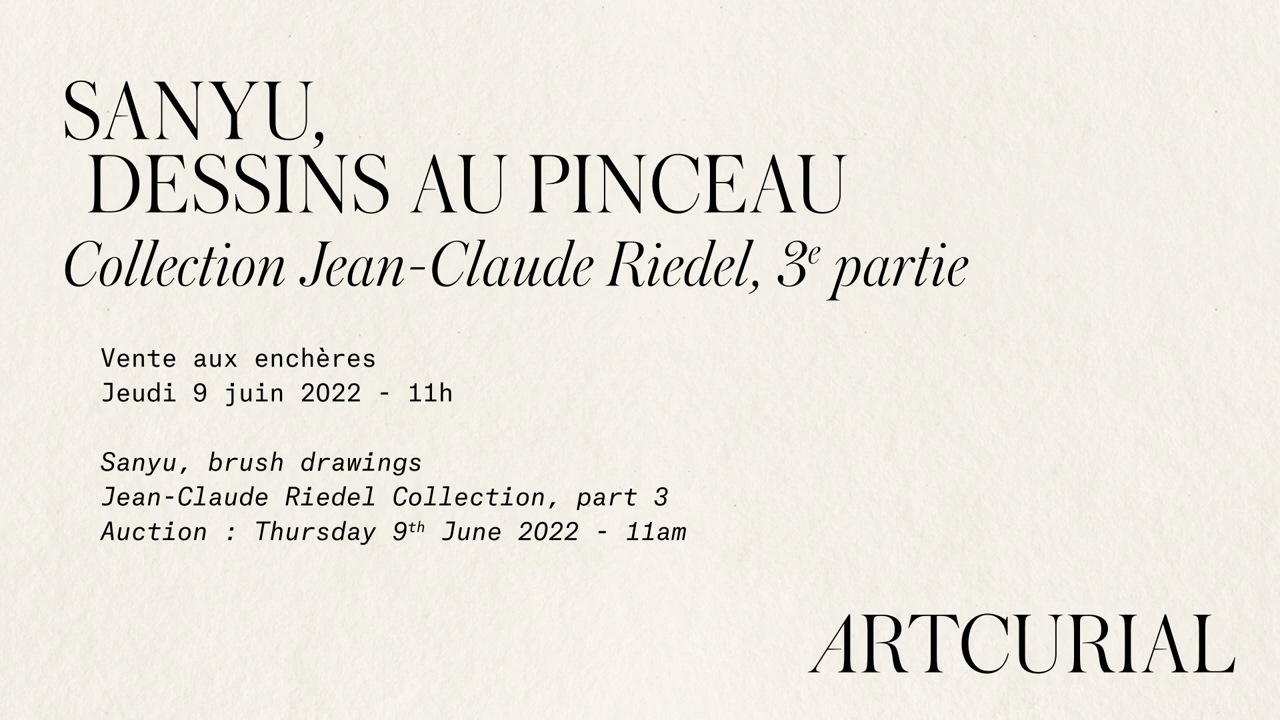 SANYU,
DESSINS AU PINCEAU
Collection Jean-Claude Riedel, 3e partie
Vente aux enchères
Jeudi 9 juin 2022 - 11h
Sanyu, brush drawings
Jean-Claude Riedel Collection, part 3
Auction : Thursday 9th June 2022 - 11am
ARTCURIAL